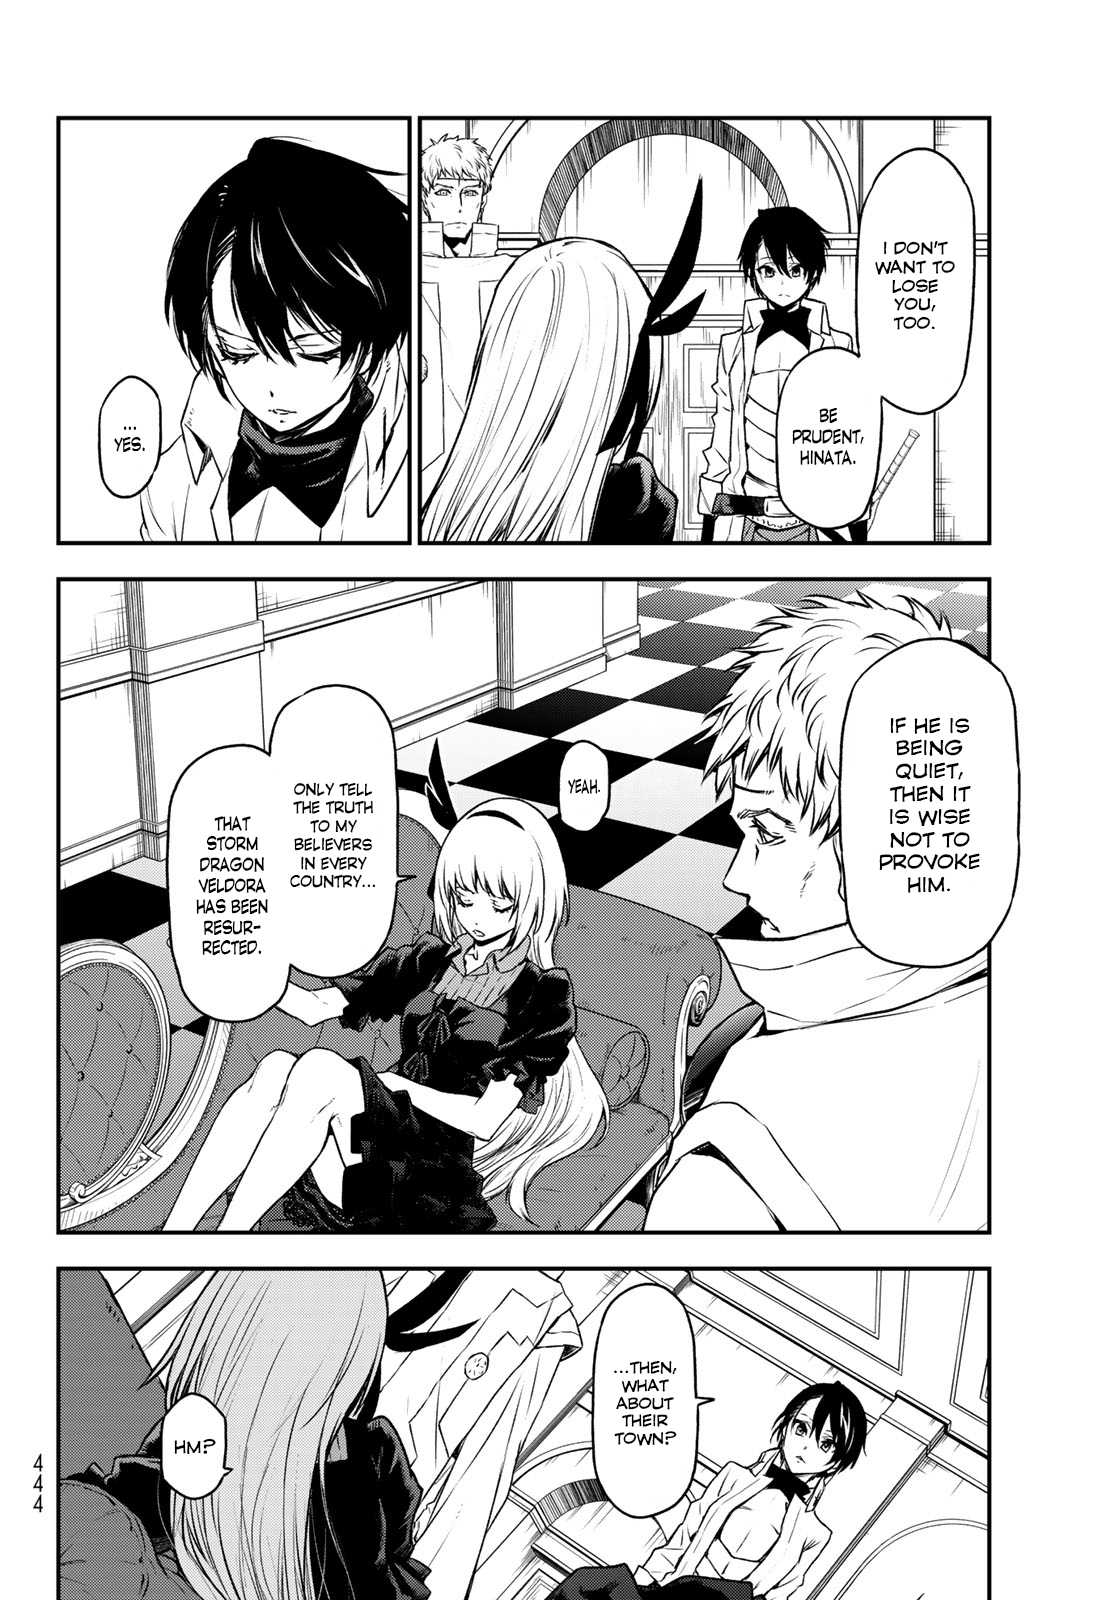 I DON'T
WANT TO
LOSE
YOU,
TOO.
BE
PRUDENT,
HINATA.
...
YES.
IF HE IS
BEING
QUIET,
THEN IT
IS WISE
NOT TO
PROVOKE
HIM.
YEAH.
ONLY TELL
THE TRUTH
TO MY
BELIEVERS
IN EVERY
COUNTRY...
THAT
STORM
DRAGON
VELDORA
HAS BEEN
RESUR-
RECTED.
...THEN,
WHAT
ABOUT
THEIR
TOWN?
HM?
444